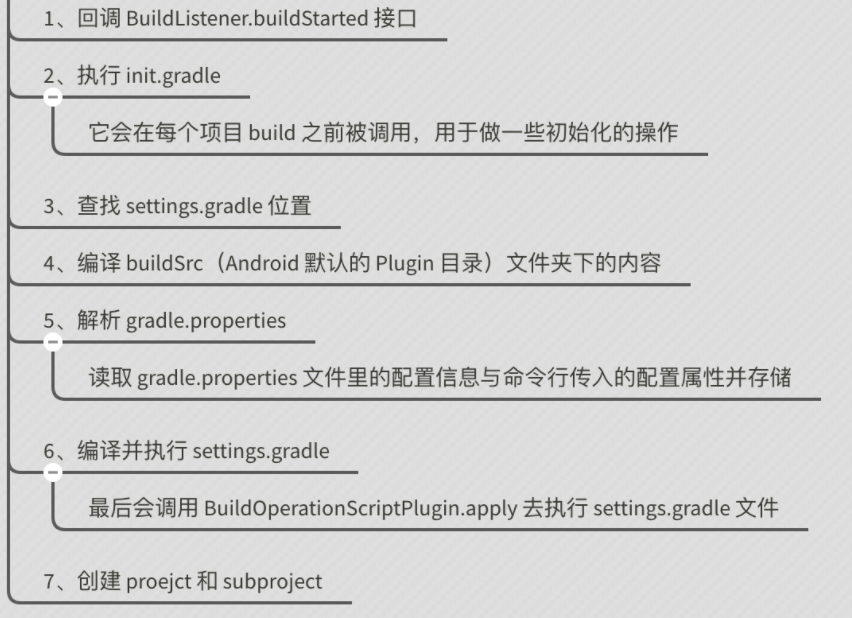 1、回调 BuildListener.buildStarted 接口
2、执行 init.gradle
它会在每个项目 build 之前被调用，用于做一些初始化的操作
3、查找 settings.gradle 位置
4、编译 buildSrc（Android 默认的 Plugin 目录）文件夹下的内容
5、解析 gradle.properties
读取 gradle.properties 文件里的配置信息与命令行传入的配置属性并存储
6、编译并执行 settings.gradle
最后会调用 BuildOperationScriptPlugin.apply 去执行 settings.gradle 文件
7、创建 proejct 和 subproject